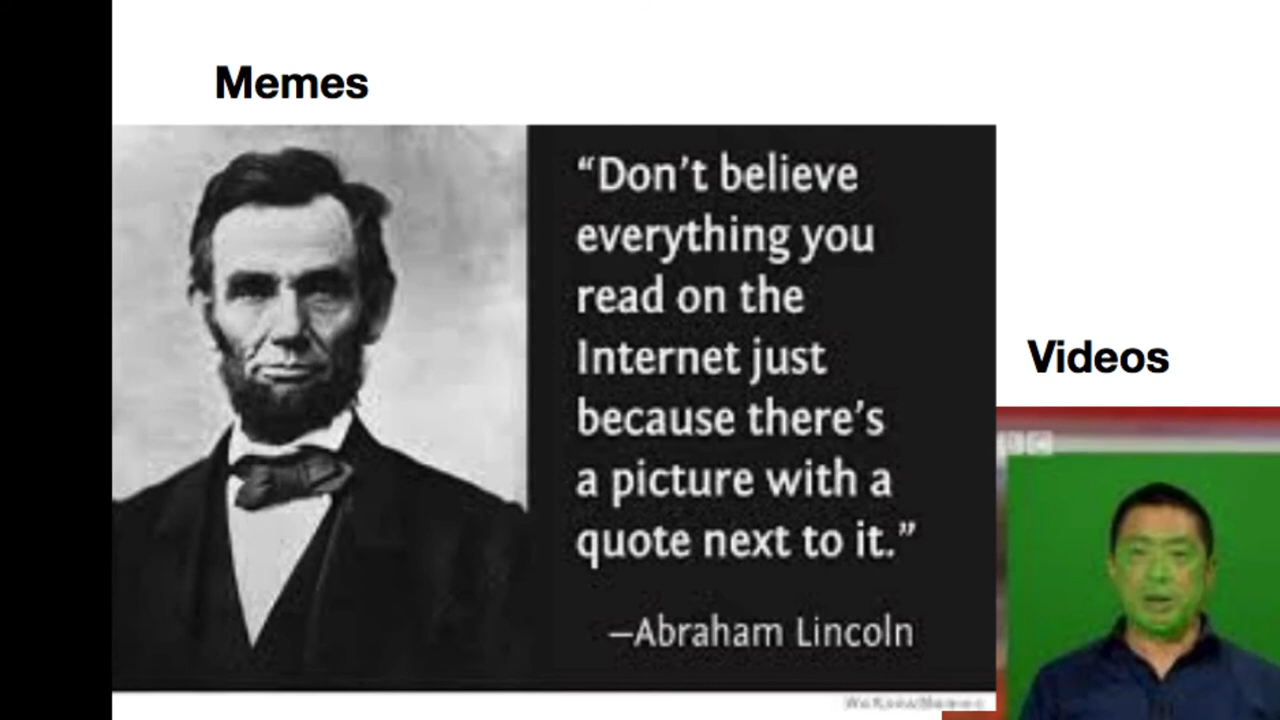 Memes
“Don’t believe
everything you
read on the
Internet just
because there’s
a picture with a
quote next to it.”
—Abraham Lincoln
Videos